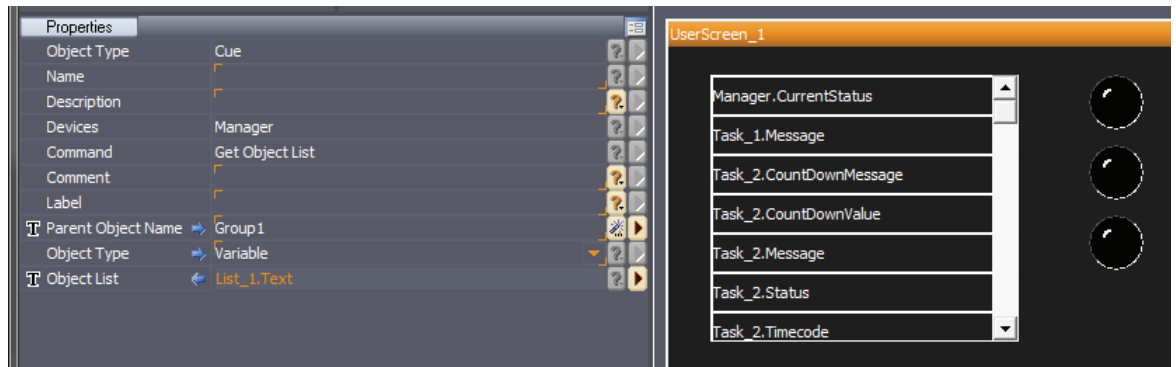 Properties
Object Type Cue
Name
Description
Devices Manager
Command Get Object List
Comment
Label
T Parent Object Name Group1
Object Type Variable
T Object List List_1.Text
UserScreen_1
Manager.CurrentStatus
Task_1.Message
Task_2.CountDownMessage
Task_2.CountDownValue
Task_2.Message
Task_2.Status
Task_2.Timecode